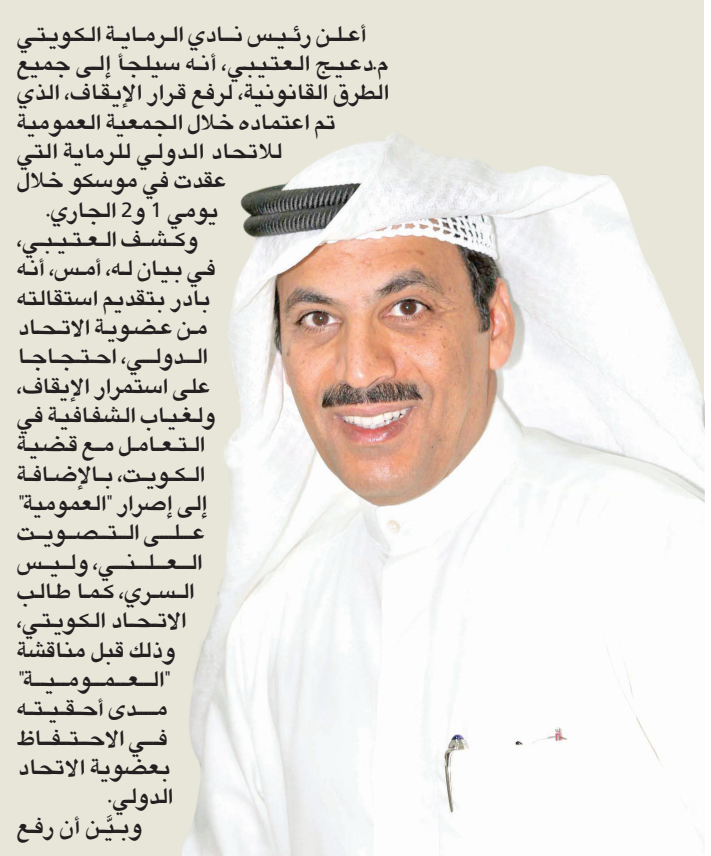 أعلن رئيس نادي الرماية الكويتي
م.دعيج العتيبي، أنه سيلجأ إلى جميع
الطرق القانونية، لرفع قرار الإيقاف، الذي
تم اعتماده خلال الجمعية العمومية
للاتحاد الدولي للرماية التي
عقدت في موسكو خلال
يومي 1 و2 الجاري.
وكشف العتيبي،
في بيان له، أمس، أنه
بادر بتقديم استقالته
من عضوية الاتحاد
الدولي، احتجاجا
على استمرار الإيقاف،
ولغياب الشفافية في
التعامل مع قضية
الكويت، بالإضافة
إلى إصرار "العمومية"
على التصويت
العلني، وليس
السري، كما طالب
الاتحاد الكويتي،
وذلك قبل مناقشة
"العمومية"
مدى أحقيته
في الاحتفاظ
بعضوية الاتحاد
الدولي.
وبيَّن أن رفع